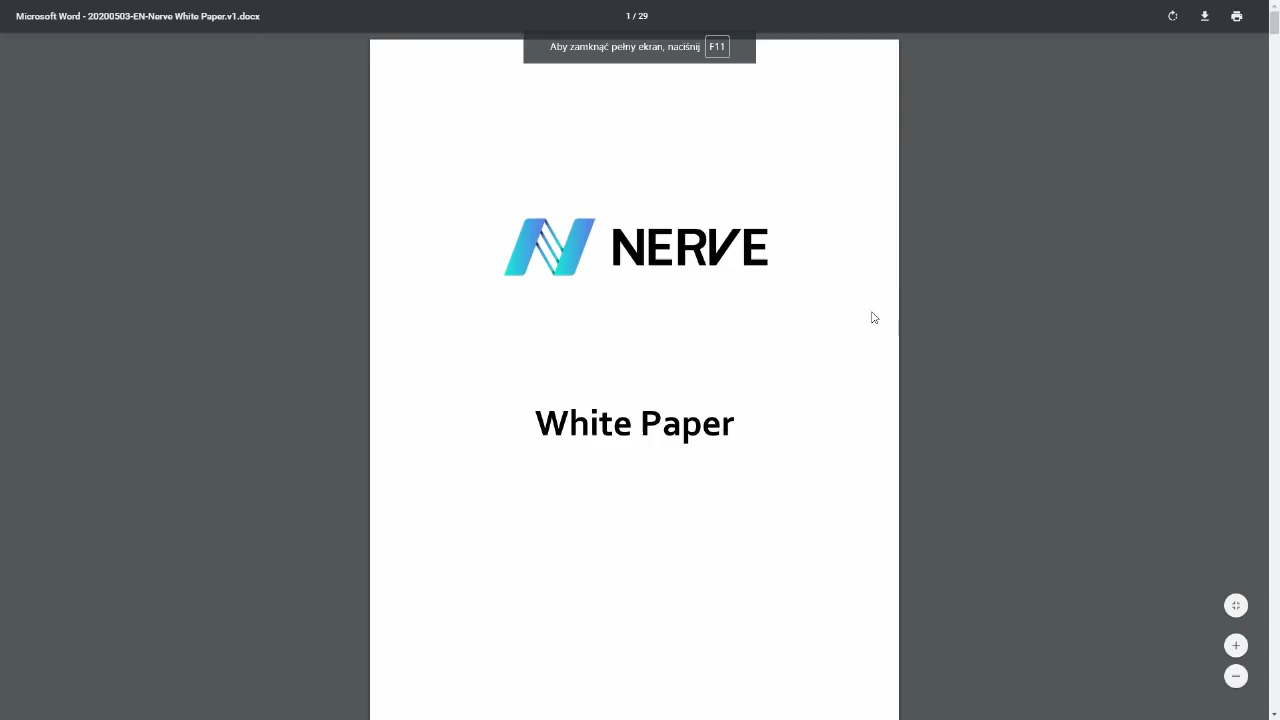 Microsoft Word - 20200503-EN-Nerve White Paper.v1.docx
1 / 29
Aby zamknąć pełny ekran, naciśnij F11
NERVE
White Paper